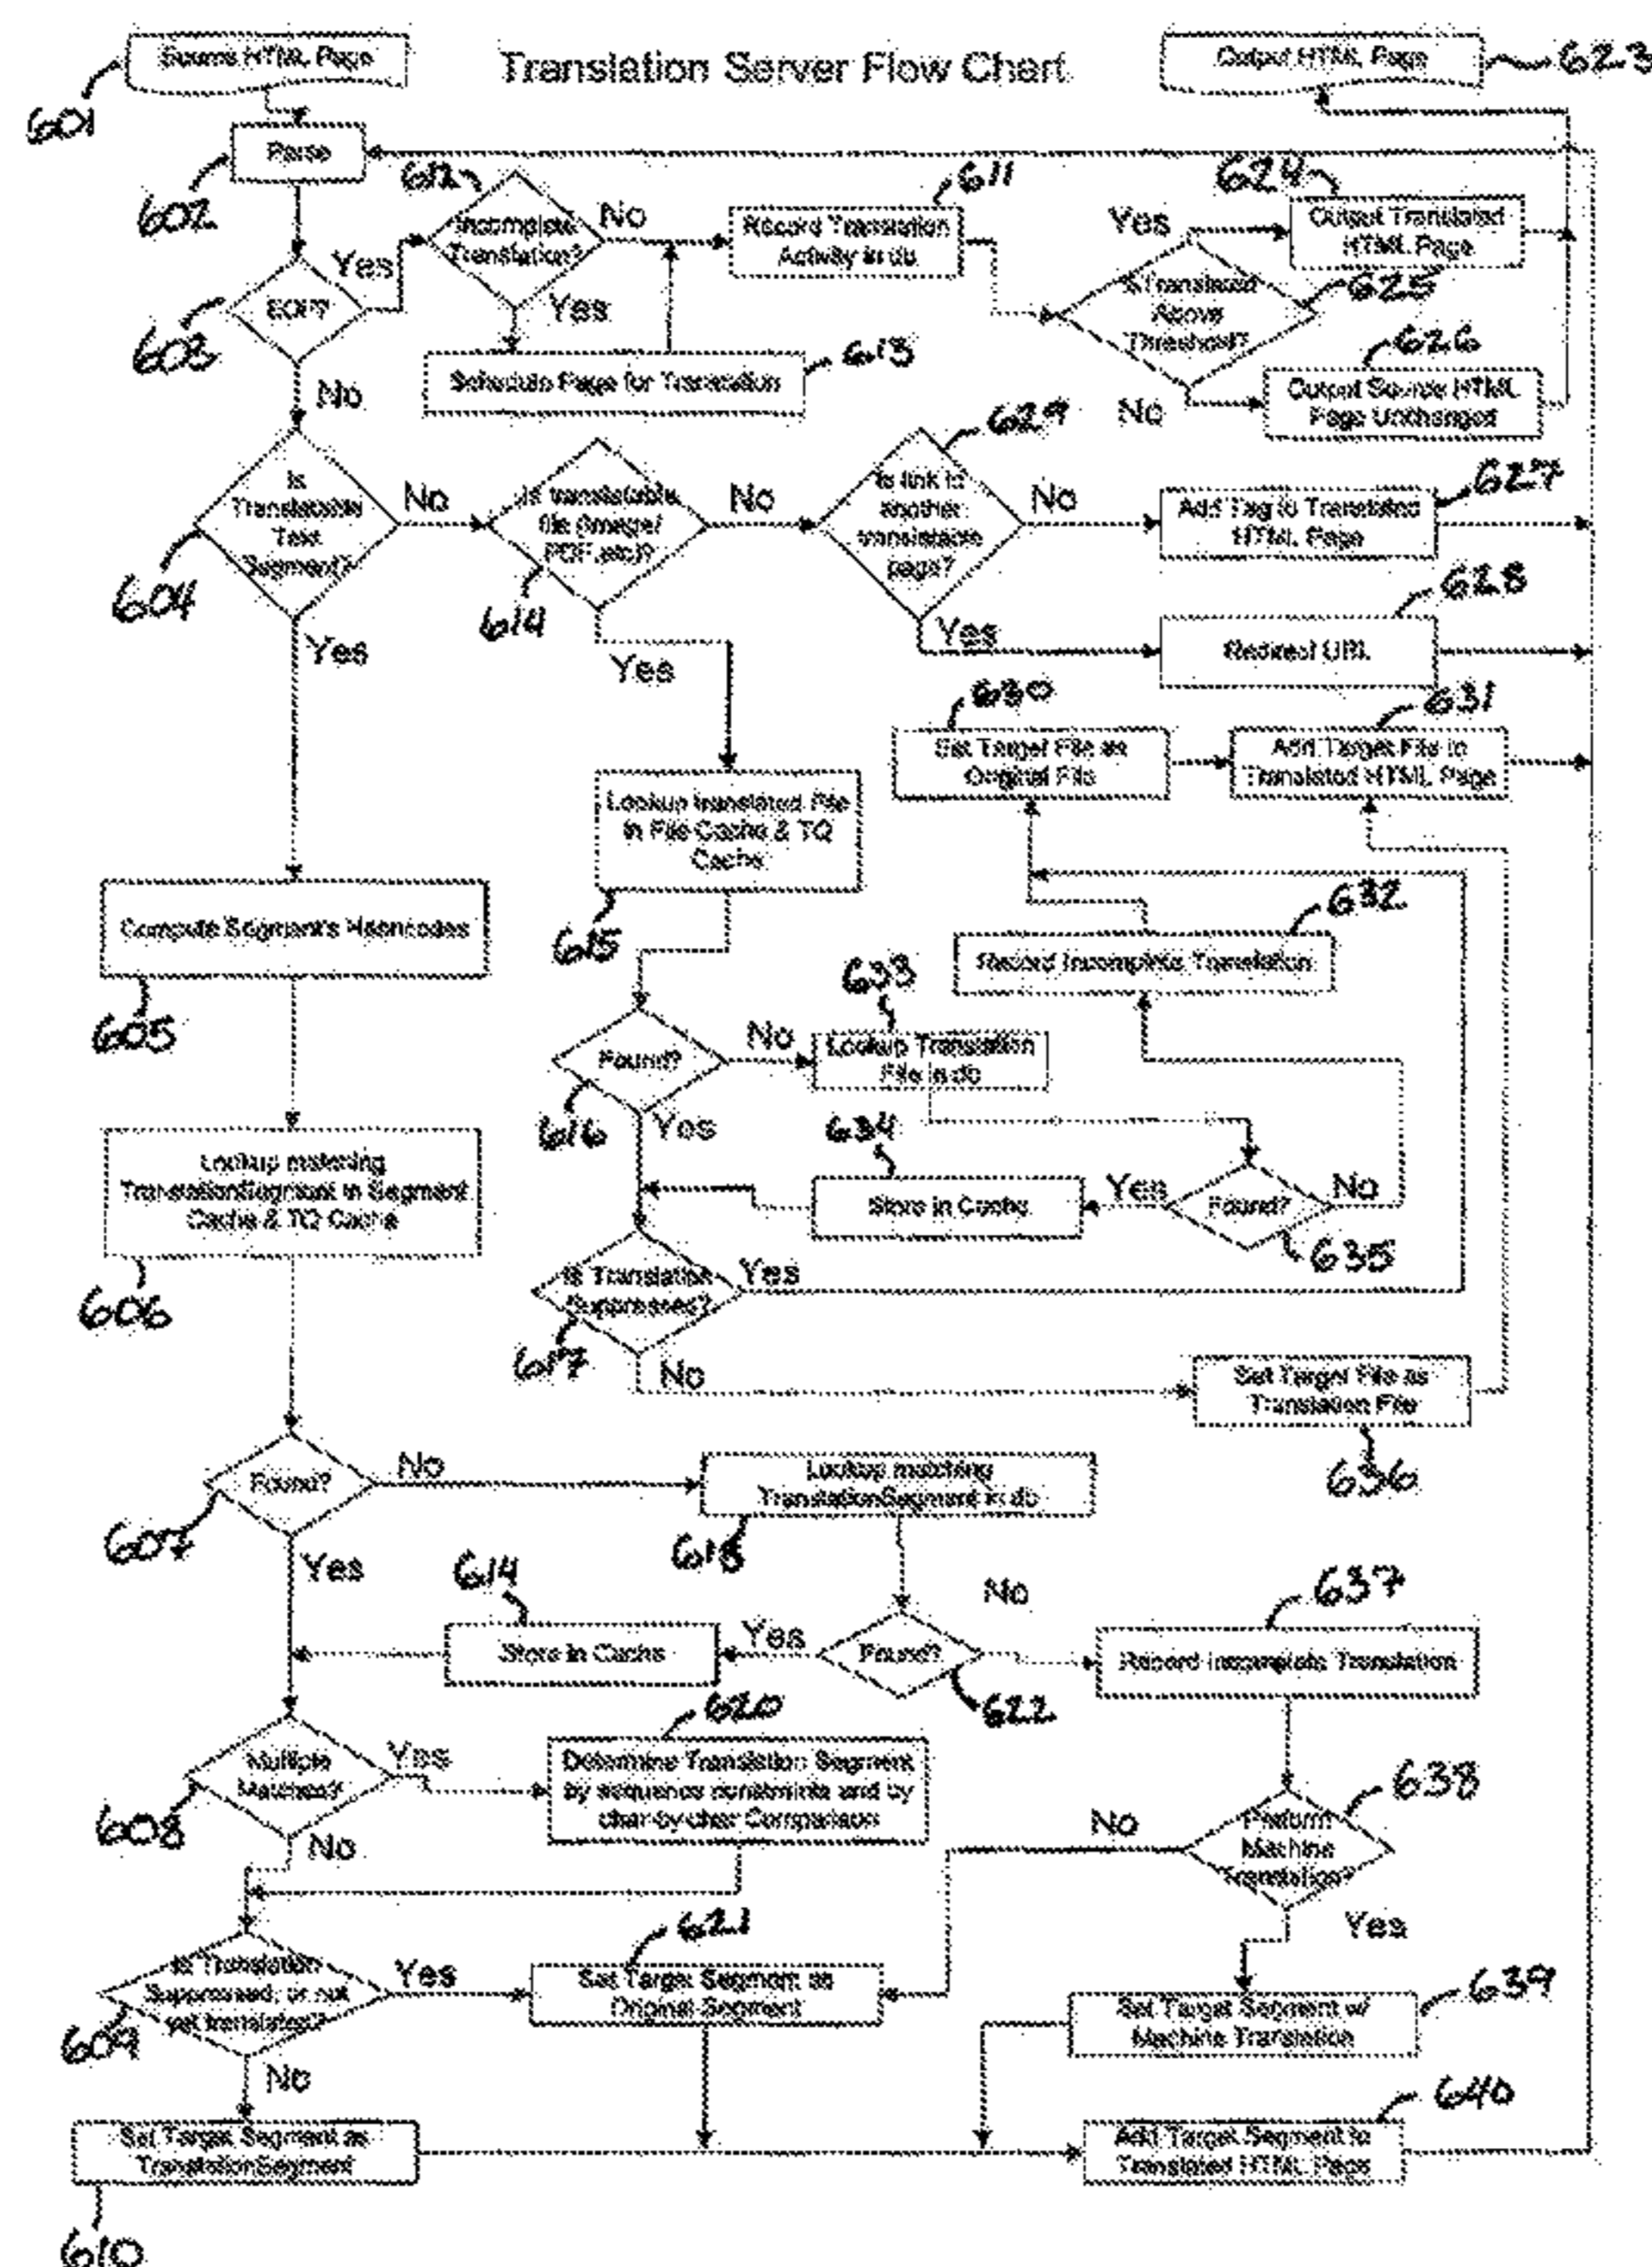 Source HTML Page
Translation Server Flow Chart
Output HTML Page
623
601
Parse
602
612
Incomplete
Translation?
No
611
Record Translation
Activity in db
624
Yes
Output Translated
HTML Page
Yes
EOF?
603
Yes
Translated
Above
Threshold?
625
613
Schedule Page for Translation
626
No
Output Source HTML
Page Unchanged
No
629
Is
Translatable
Text
Segment?
No
Is translatable
file (Image/
PDF,etc)?
No
Is link to
another
translatable
page?
No
627
Add Tag to Translated
HTML Page
604
614
628
Yes
Yes
Redirect URL
Yes
630
631
Set Target File as
Original File
Add Target File to
Translated HTML Page
Lookup translated File
in File Cache & TQ
Cache
615
632
Compute Segment's Hashcodes
Record Incomplete Translation
605
633
Found?
No
Lookup Translation
File in db
616
Yes
634
Lookup matching
TranslationSegment in Segment
Cache & TQ Cache
Store in Cache
Yes
Found?
No
635
606
Is Translation
Suppressed?
Yes
617
No
Set Target File as
Translation File
636
Found?
No
Lookup matching
TranslationSegment in db
607
618
Yes
614
No
637
Store in Cache
Yes
Found?
Record Incomplete Translation
622
620
Multiple
Matches?
Yes
Determine Translation Segment
by sequence constraints and by
char-by-char Comparison
608
638
No
Perform
Machine
Translation?
No
621
Yes
Is Translation
Suppressed, or not
yet translated?
Yes
Set Target Segment as
Original Segment
639
Set Target Segment w/
Machine Translation
609
No
640
Set Target Segment as
TranslationSegment
Add Target Segment to
Translated HTML Page
610